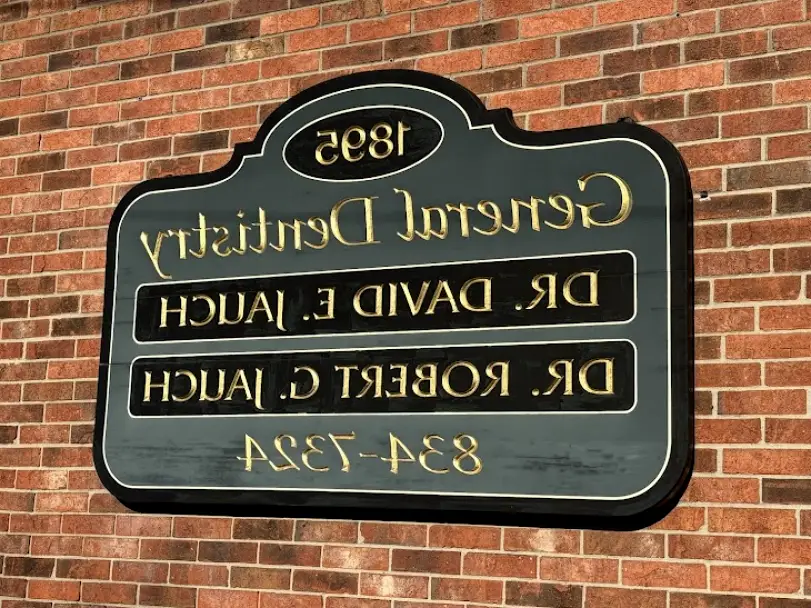 1895
General Dentistry
DR. DAVID E. JAUCH
DR. ROBERT G. JAUCH
834-7324